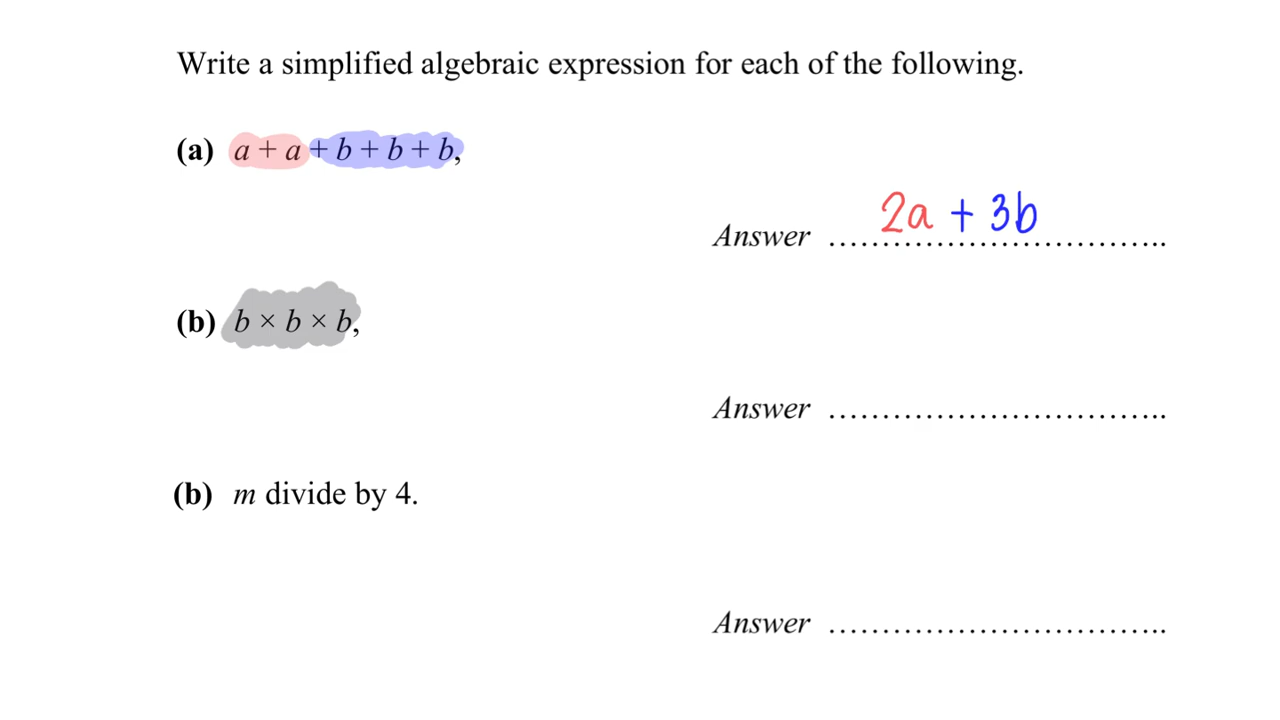 Write a simplified algebraic expression for each of the following.
(a) a + a + b + b + b,
Answer ................................ 2a + 3b
(b) b × b × b,
Answer ................................
(b) m divide by 4.
Answer ................................